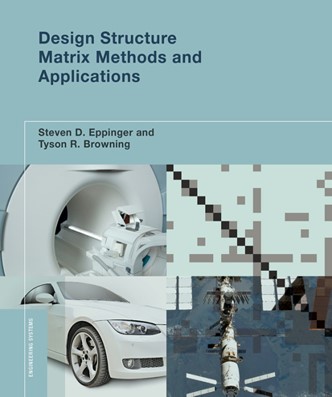 Design Structure
Matrix Methods and
Applications
Steven D. Eppinger and
Tyson R. Browning
ENGINEERING SYSTEMS